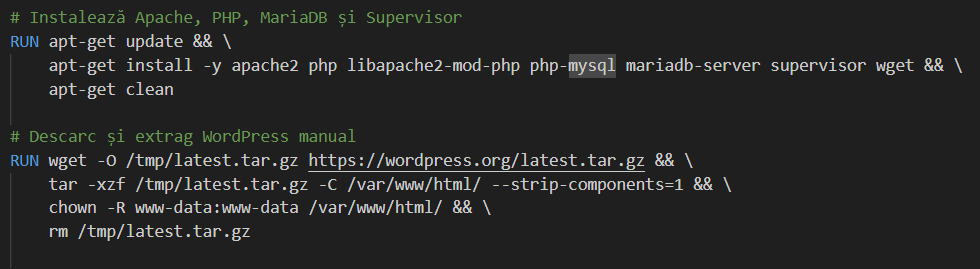 # Instalează Apache, PHP, MariaDB și Supervisor
RUN apt-get update && \
    apt-get install -y apache2 php libapache2-mod-php php-mysql mariadb-server supervisor wget && \
    apt-get clean

# Descarc și extrag WordPress manual
RUN wget -O /tmp/latest.tar.gz https://wordpress.org/latest.tar.gz && \
    tar -xzf /tmp/latest.tar.gz -C /var/www/html/ --strip-components=1 && \
    chown -R www-data:www-data /var/www/html/ && \
    rm /tmp/latest.tar.gz